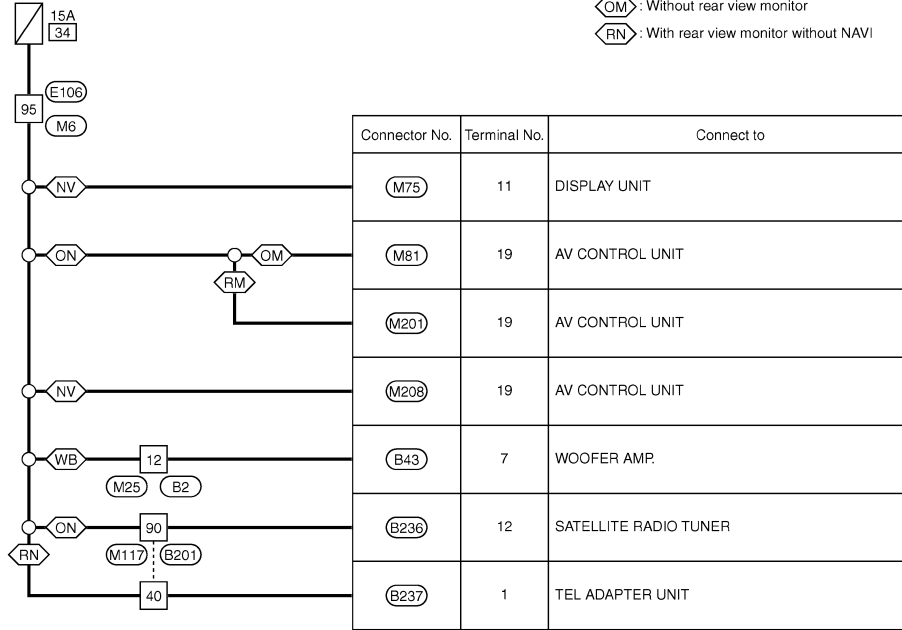 15A
34
OM : Without rear view monitor
RN : With rear view monitor without NAVI
95
E106
M6
Connector No. Terminal No. Connect to
NV M75 11 DISPLAY UNIT
ON OM M81 19 AV CONTROL UNIT
RM
M201 19 AV CONTROL UNIT
NV M208 19 AV CONTROL UNIT
WB 12 B43 7 WOOFER AMP.
M25 B2
ON 90 B236 12 SATELLITE RADIO TUNER
RN M117 B201
40 B237 1 TEL ADAPTER UNIT